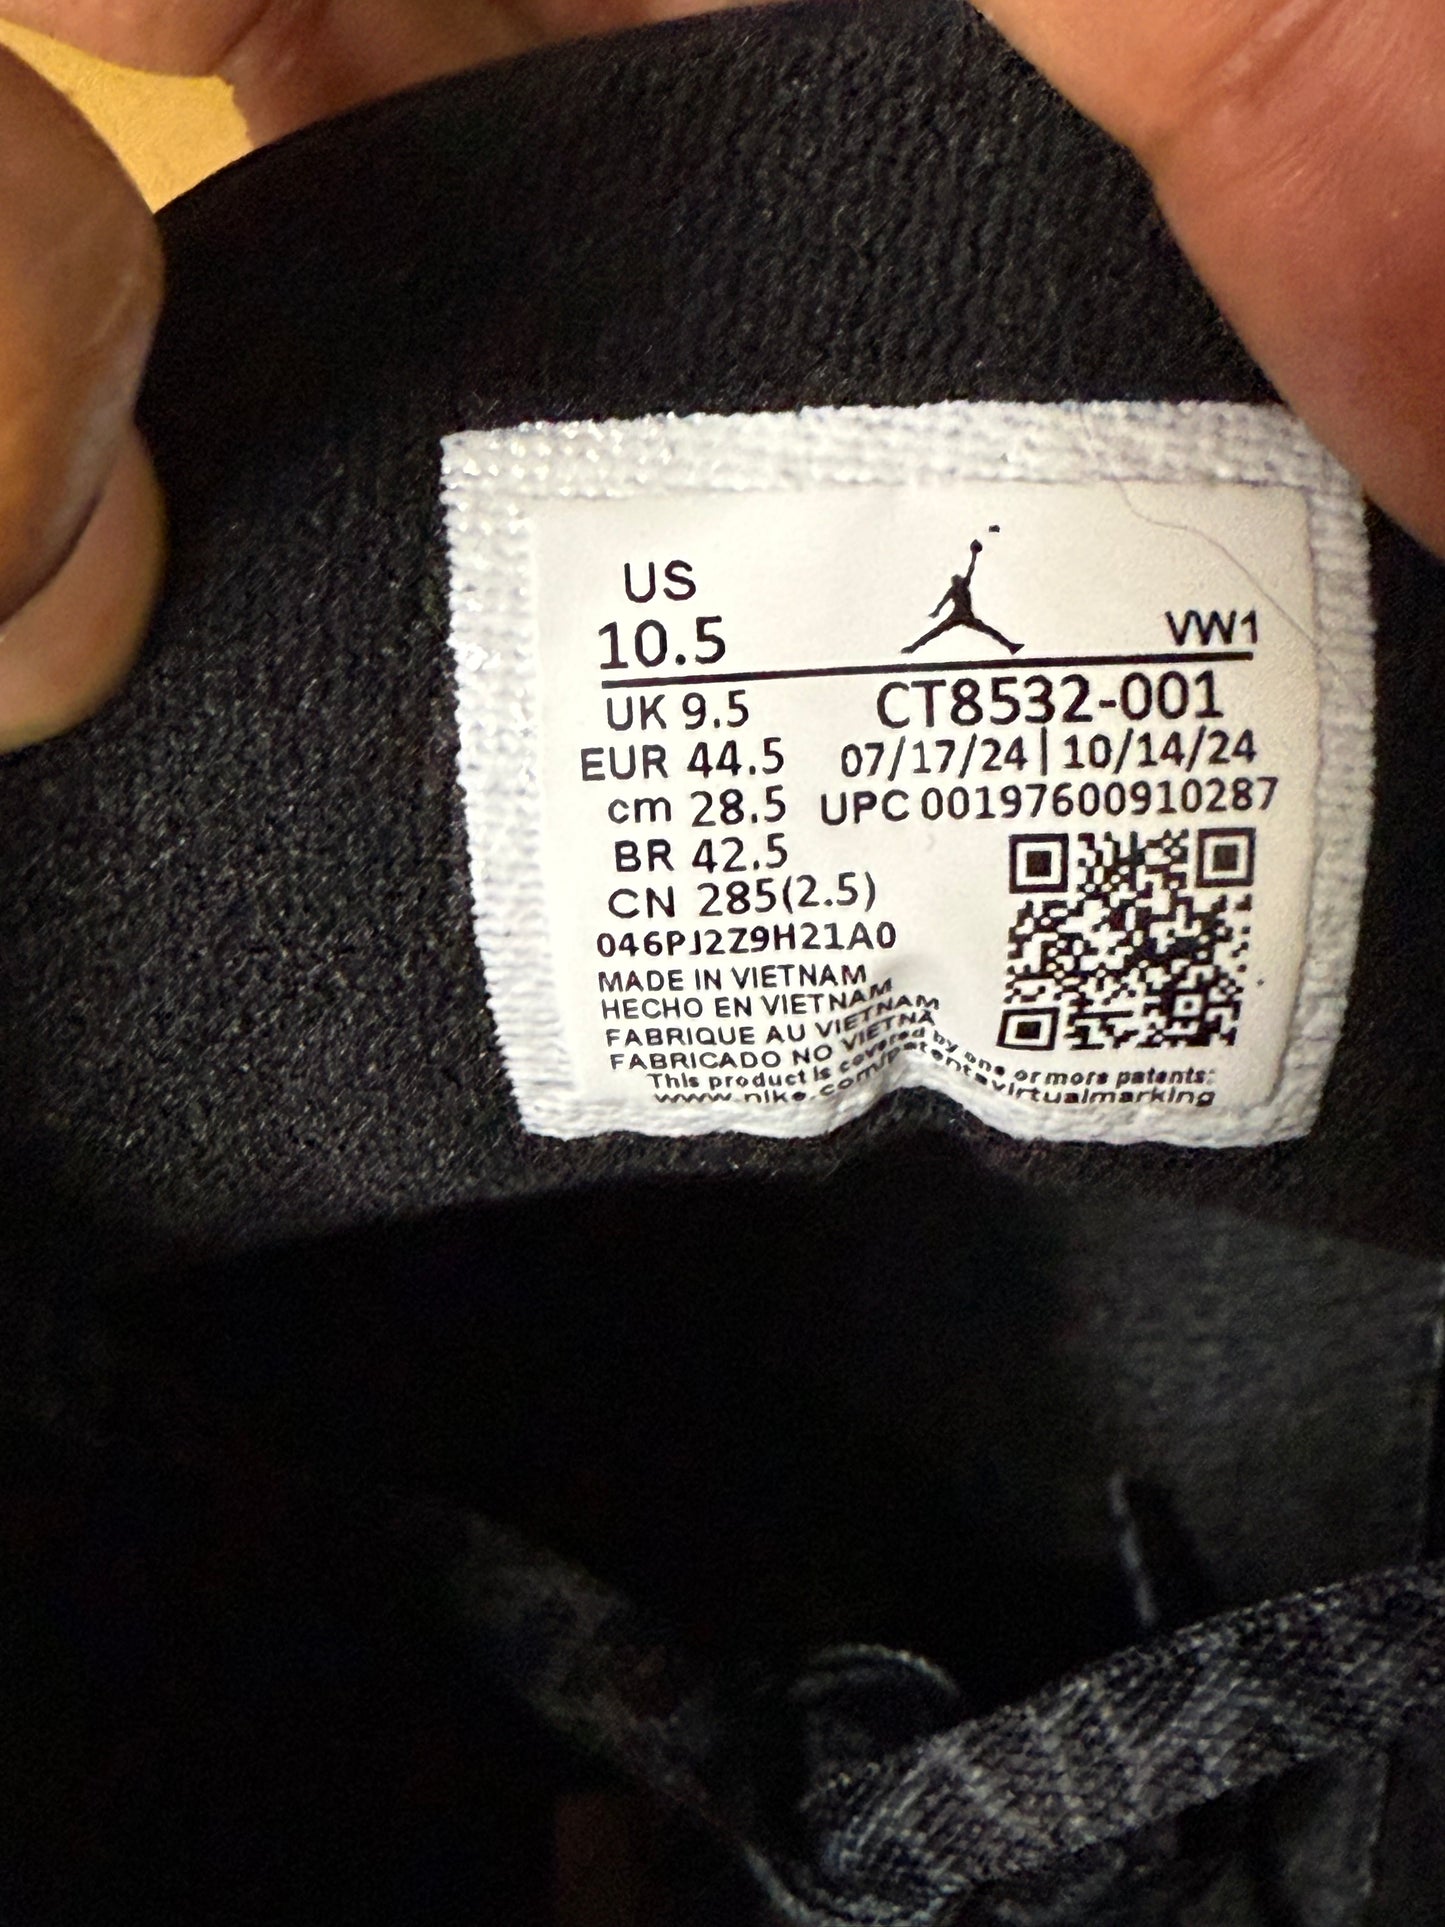 US
10.5 VW1
UK 9.5 CT8532-001
EUR 44.5 07/17/24 | 10/14/24
cm 28.5 UPC 00197600910287
BR 42.5
CN 285(2.5)
046PJ2Z9H21A0
MADE IN VIETNAM
HECHO EN VIETNAM
FABRIQUE AU VIETNAM
FABRICADO NO VIETNÃ
This product is covered by one or more patents:
www.nike.com/patentsvirtualmarking